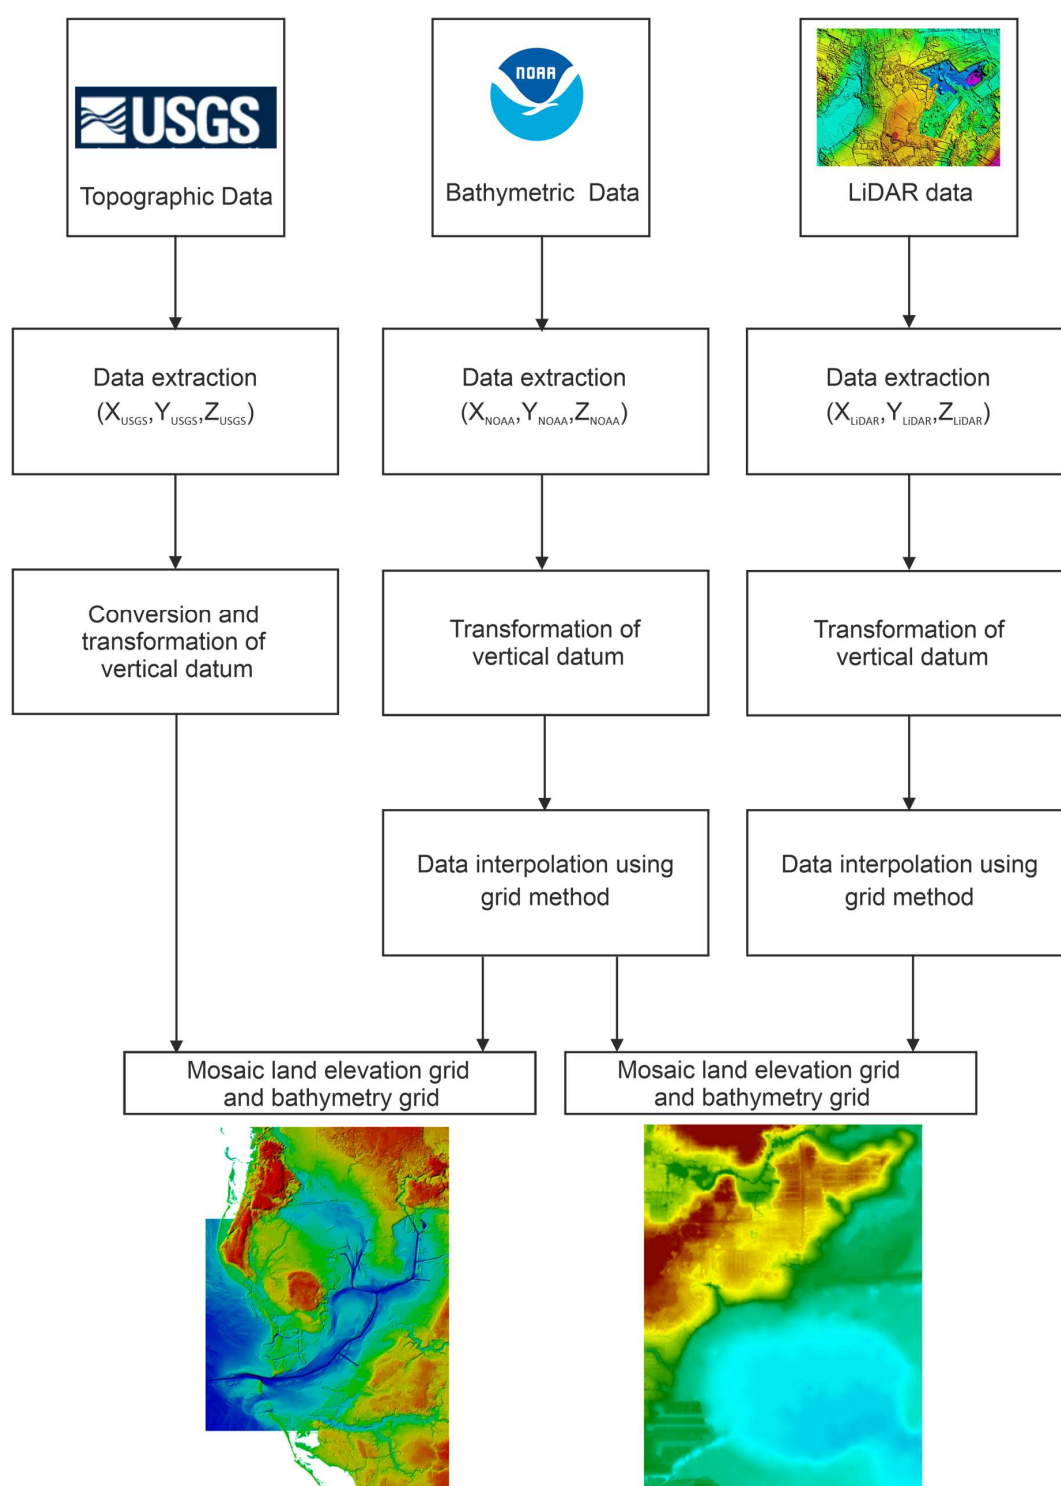 USGS
Topographic Data
NOAA
Bathymetric Data
LiDAR data
Data extraction
(XUSGS,YUSGS,ZUSGS)
Data extraction
(XNOAA,YNOAA,ZNOAA)
Data extraction
(XLiDAR,YLiDAR,ZLiDAR)
Conversion and
transformation of
vertical datum
Transformation of
vertical datum
Transformation of
vertical datum
Data interpolation using
grid method
Data interpolation using
grid method
Mosaic land elevation grid
and bathymetry grid
Mosaic land elevation grid
and bathymetry grid